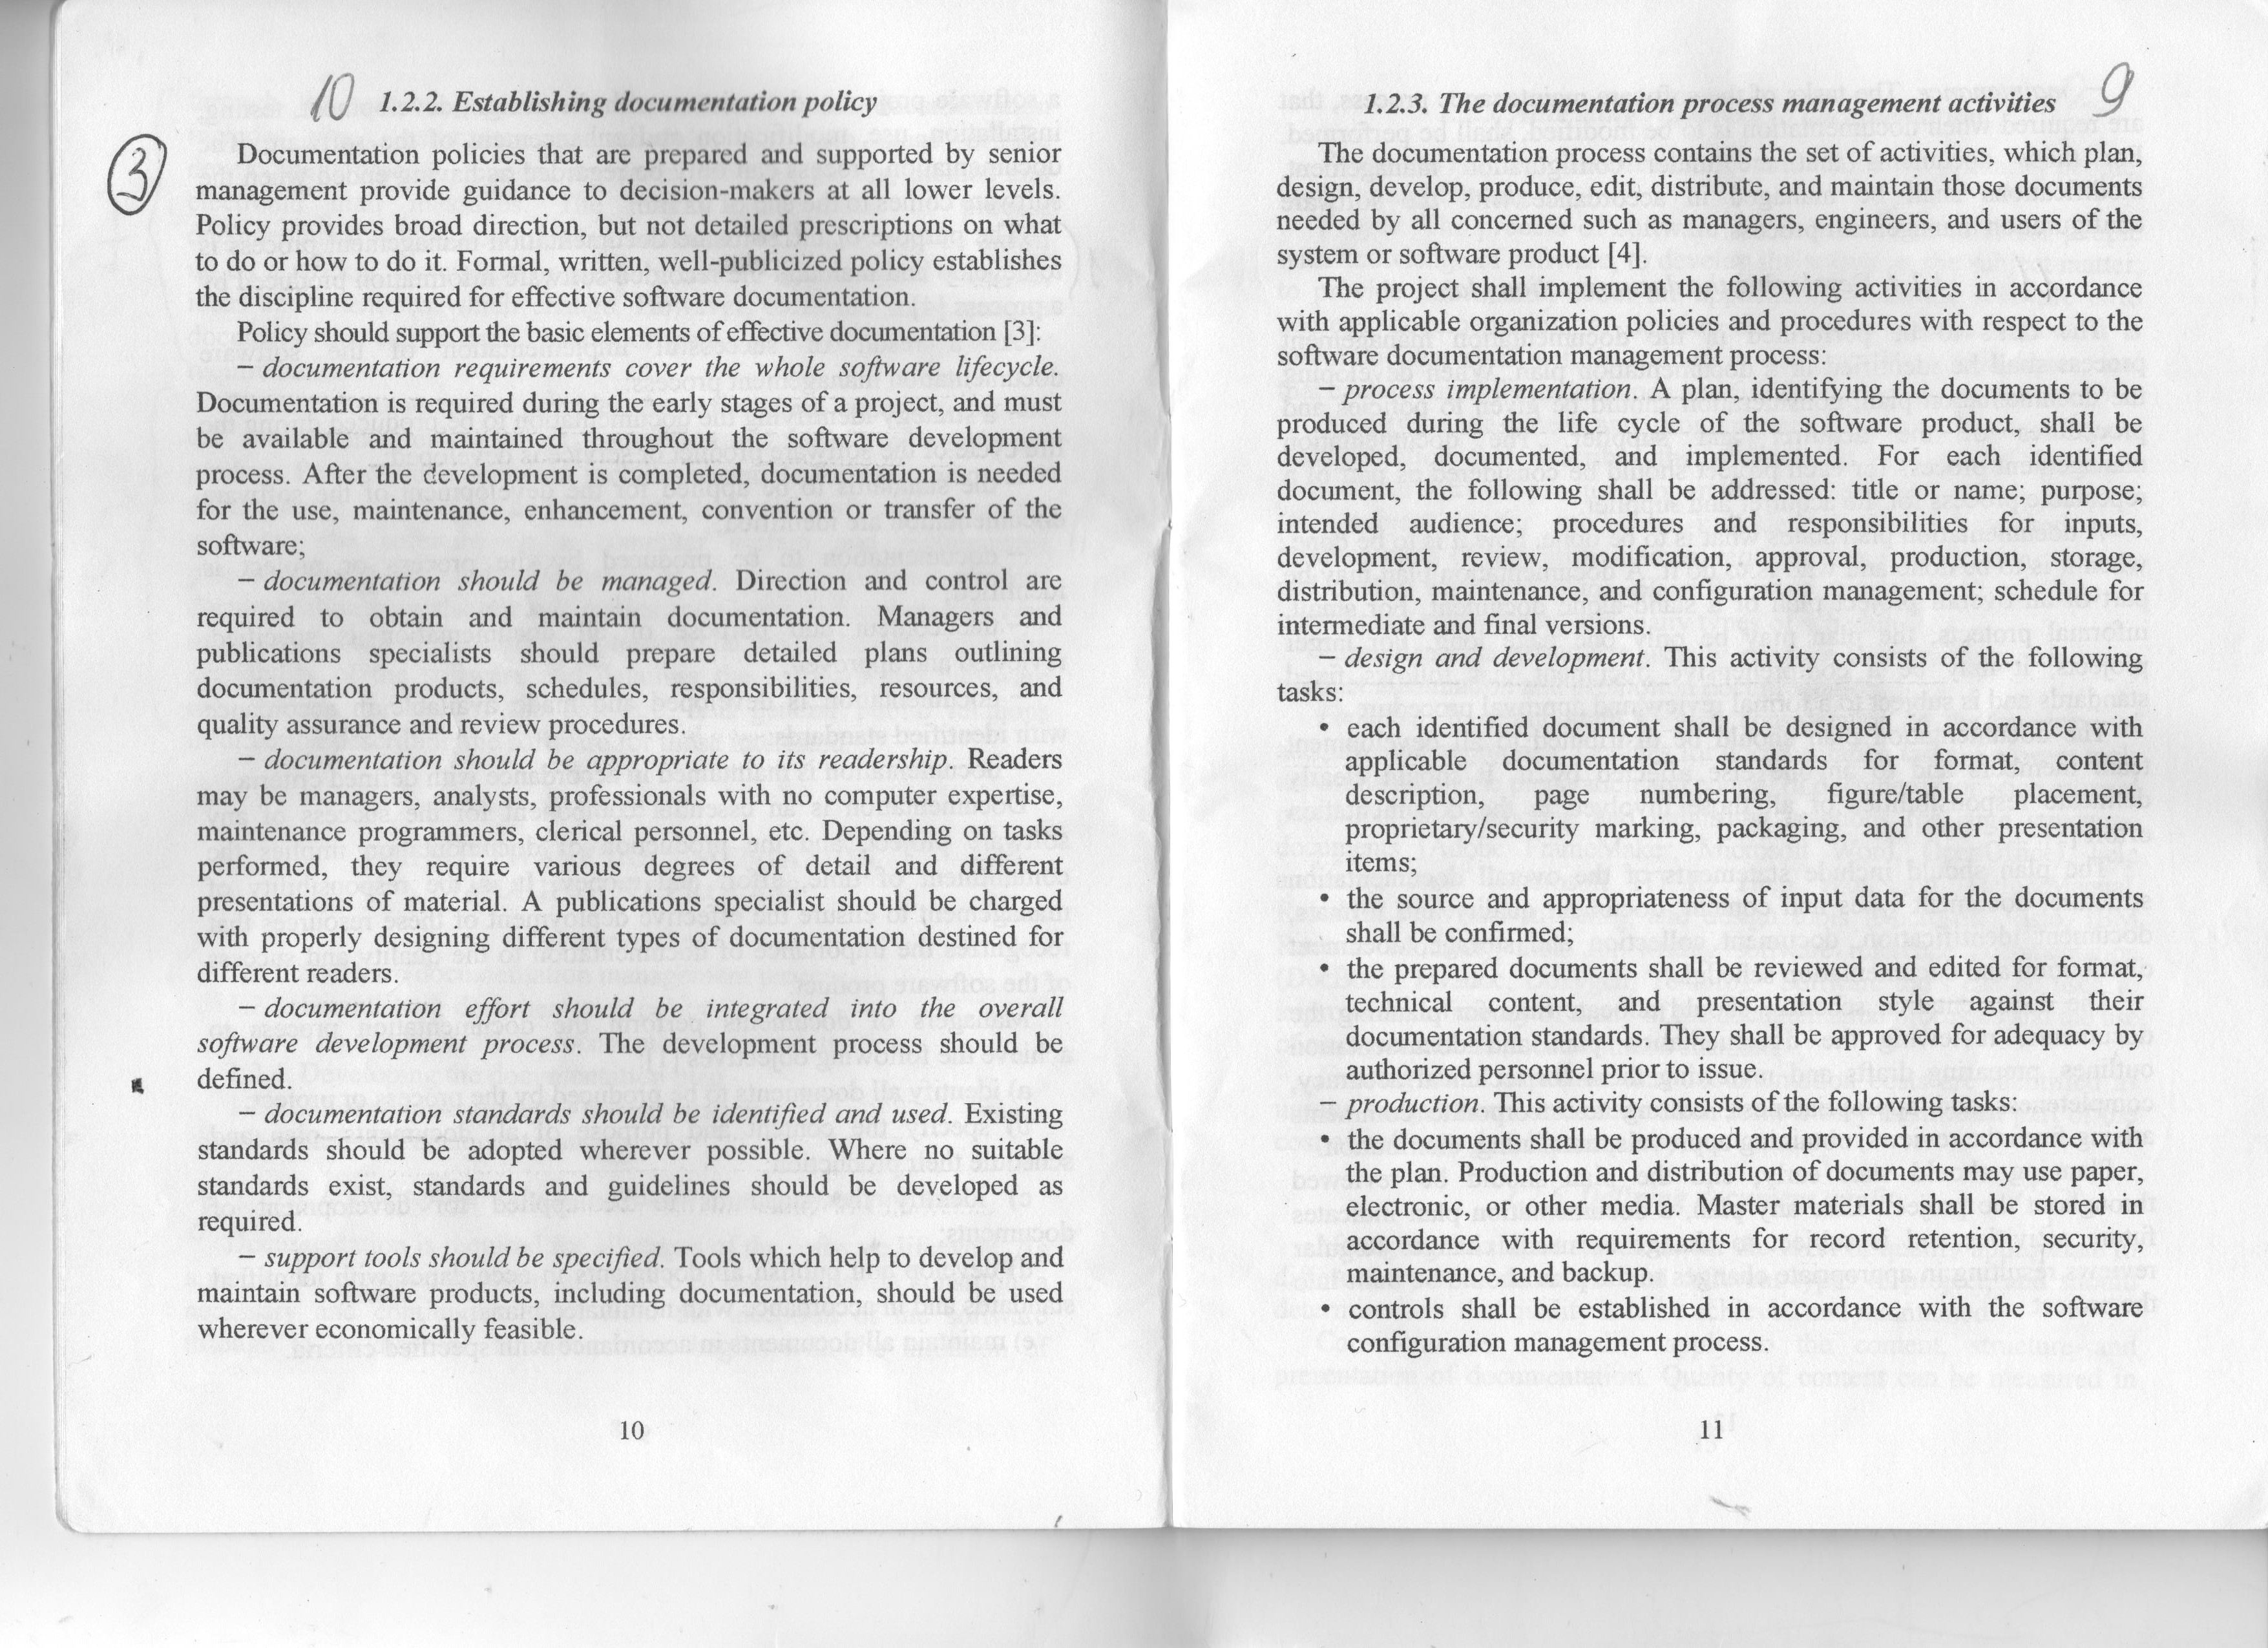 10 1.2.2. Establishing documentation policy
3
Documentation policies that are prepared and supported by senior
management provide guidance to decision-makers at all lower levels.
Policy provides broad direction, but not detailed prescriptions on what
to do or how to do it. Formal, written, well-publicized policy establishes
the discipline required for effective software documentation.
Policy should support the basic elements of effective documentation [3]:
– documentation requirements cover the whole software lifecycle.
Documentation is required during the early stages of a project, and must
be available and maintained throughout the software development
process. After the development is completed, documentation is needed
for the use, maintenance, enhancement, convention or transfer of the
software;
– documentation should be managed. Direction and control are
required to obtain and maintain documentation. Managers and
publications specialists should prepare detailed plans outlining
documentation products, schedules, responsibilities, resources, and
quality assurance and review procedures.
– documentation should be appropriate to its readership. Readers
may be managers, analysts, professionals with no computer expertise,
maintenance programmers, clerical personnel, etc. Depending on tasks
performed, they require various degrees of detail and different
presentations of material. A publications specialist should be charged
with properly designing different types of documentation destined for
different readers.
– documentation effort should be integrated into the overall
software development process. The development process should be
defined.
– documentation standards should be identified and used. Existing
standards should be adopted wherever possible. Where no suitable
standards exist, standards and guidelines should be developed as
required.
– support tools should be specified. Tools which help to develop and
maintain software products, including documentation, should be used
wherever economically feasible.
10
1.2.3. The documentation process management activities 9
The documentation process contains the set of activities, which plan,
design, develop, produce, edit, distribute, and maintain those documents
needed by all concerned such as managers, engineers, and users of the
system or software product [4].
The project shall implement the following activities in accordance
with applicable organization policies and procedures with respect to the
software documentation management process:
– process implementation. A plan, identifying the documents to be
produced during the life cycle of the software product, shall be
developed, documented, and implemented. For each identified
document, the following shall be addressed: title or name; purpose;
intended audience; procedures and responsibilities for inputs,
development, review, modification, approval, production, storage,
distribution, maintenance, and configuration management; schedule for
intermediate and final versions.
– design and development. This activity consists of the following
tasks:
• each identified document shall be designed in accordance with
applicable documentation standards for format, content
description, page numbering, figure/table placement,
proprietary/security marking, packaging, and other presentation
items;
• the source and appropriateness of input data for the documents
shall be confirmed;
• the prepared documents shall be reviewed and edited for format,
technical content, and presentation style against their
documentation standards. They shall be approved for adequacy by
authorized personnel prior to issue.
– production. This activity consists of the following tasks:
• the documents shall be produced and provided in accordance with
the plan. Production and distribution of documents may use paper,
electronic, or other media. Master materials shall be stored in
accordance with requirements for record retention, security,
maintenance, and backup.
• controls shall be established in accordance with the software
configuration management process.
11